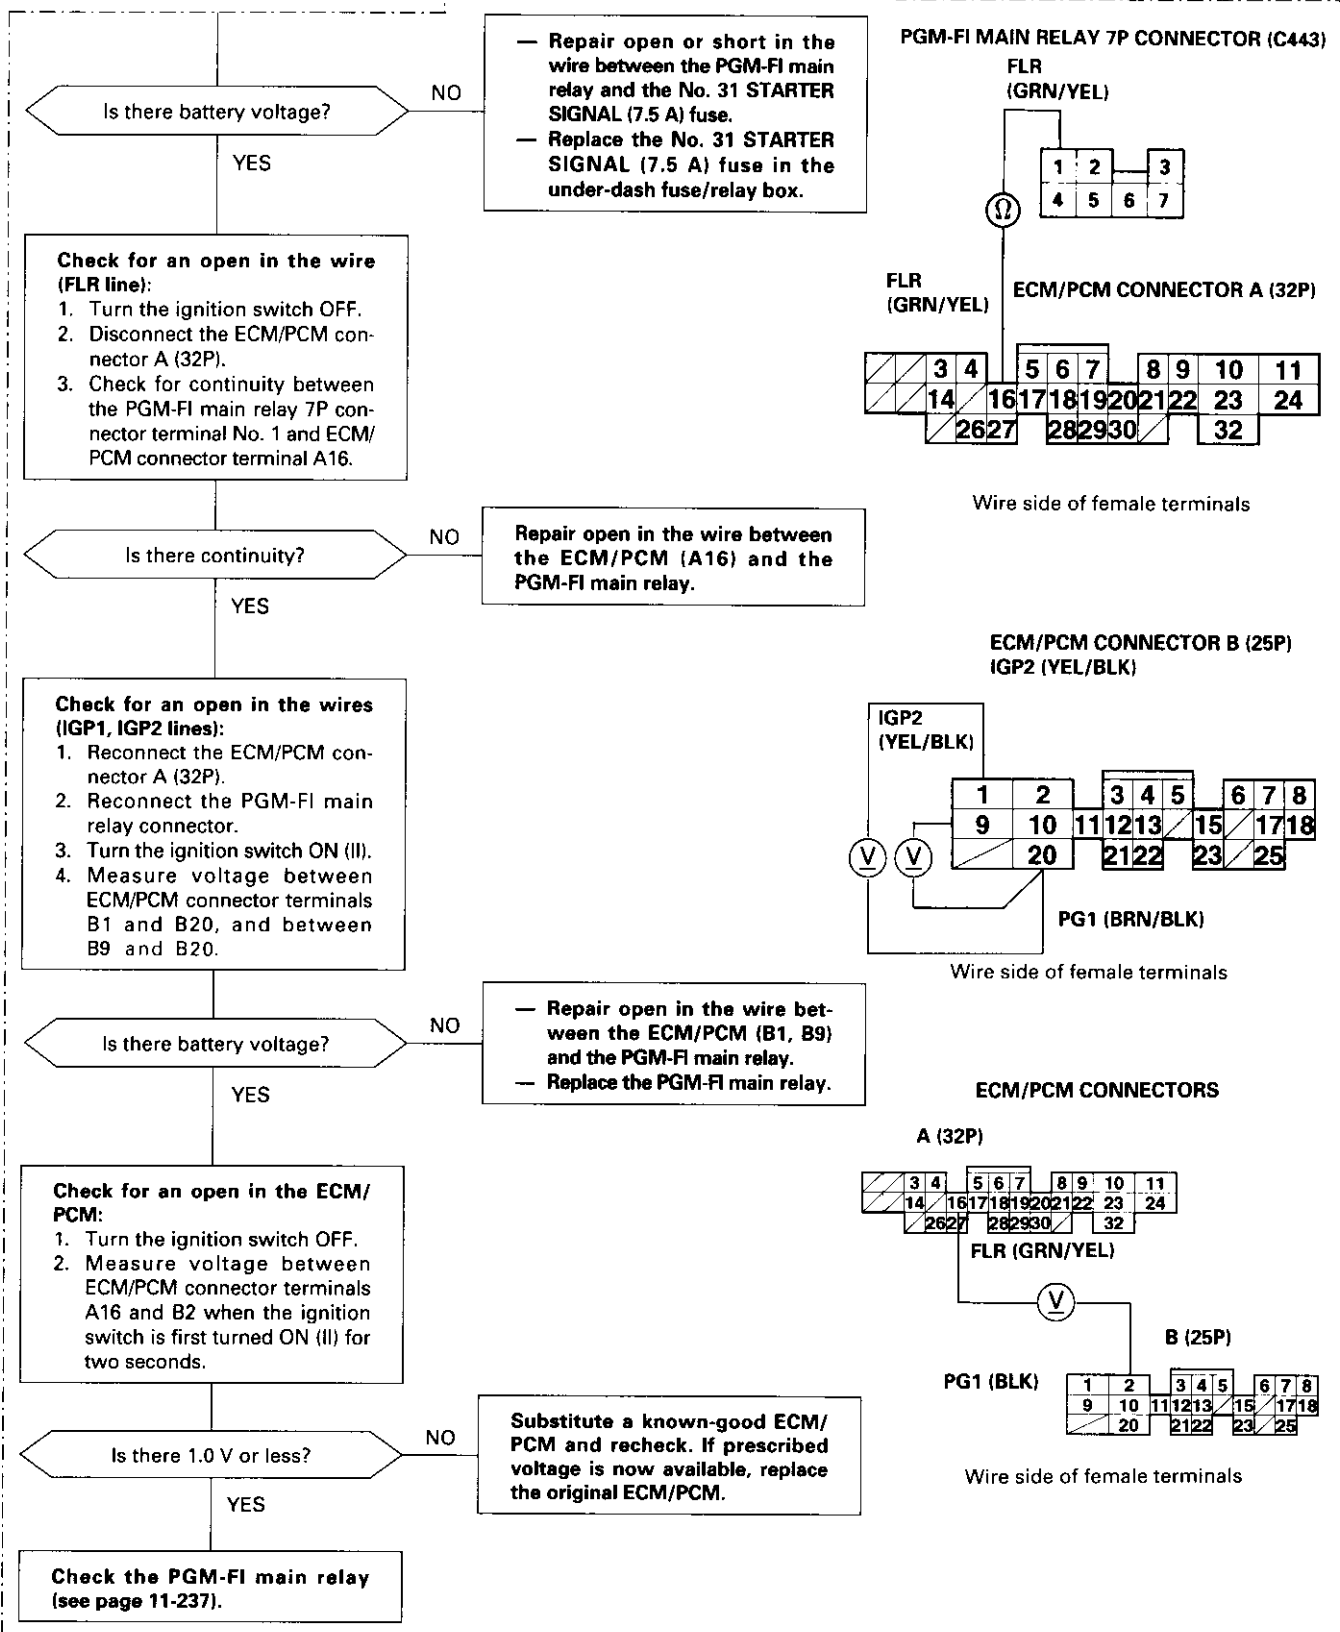 Is there battery voltage?
NO
YES
— Repair open or short in the
wire between the PGM-FI main
relay and the No. 31 STARTER
SIGNAL (7.5 A) fuse.
— Replace the No. 31 STARTER
SIGNAL (7.5 A) fuse in the
under-dash fuse/relay box.
Check for an open in the wire
(FLR line):
1. Turn the ignition switch OFF.
2. Disconnect the ECM/PCM con-
nector A (32P).
3. Check for continuity between
the PGM-FI main relay 7P con-
nector terminal No. 1 and ECM/
PCM connector terminal A16.
Is there continuity?
NO
YES
Repair open in the wire between
the ECM/PCM (A16) and the
PGM-FI main relay.
Check for an open in the wires
(IGP1, IGP2 lines):
1. Reconnect the ECM/PCM con-
nector A (32P).
2. Reconnect the PGM-FI main
relay connector.
3. Turn the ignition switch ON (II).
4. Measure voltage between
ECM/PCM connector terminals
B1 and B20, and between
B9 and B20.
Is there battery voltage?
NO
YES
— Repair open in the wire bet-
ween the ECM/PCM (B1, B9)
and the PGM-FI main relay.
— Replace the PGM-FI main relay.
Check for an open in the ECM/
PCM:
1. Turn the ignition switch OFF.
2. Measure voltage between
ECM/PCM connector terminals
A16 and B2 when the ignition
switch is first turned ON (II) for
two seconds.
Is there 1.0 V or less?
NO
YES
Substitute a known-good ECM/
PCM and recheck. If prescribed
voltage is now available, replace
the original ECM/PCM.
Check the PGM-FI main relay
(see page 11-237).
PGM-FI MAIN RELAY 7P CONNECTOR (C443)
FLR
(GRN/YEL)
1 2 3
4 5 6 7
Ω
FLR
(GRN/YEL)
ECM/PCM CONNECTOR A (32P)
3 4 5 6 7 8 9 10 11
14 16 17 18 19 20 21 22 23 24
26 27 28 29 30 32
Wire side of female terminals
ECM/PCM CONNECTOR B (25P)
IGP2 (YEL/BLK)
IGP2
(YEL/BLK)
1 2 3 4 5 6 7 8
9 10 11 12 13 15 17 18
20 21 22 23 25
V V
PG1 (BRN/BLK)
Wire side of female terminals
ECM/PCM CONNECTORS
A (32P)
3 4 5 6 7 8 9 10 11
14 16 17 18 19 20 21 22 23 24
26 27 28 29 30 32
FLR (GRN/YEL)
V
B (25P)
PG1 (BLK)
1 2 3 4 5 6 7 8
9 10 11 12 13 15 17 18
20 21 22 23 25
Wire side of female terminals